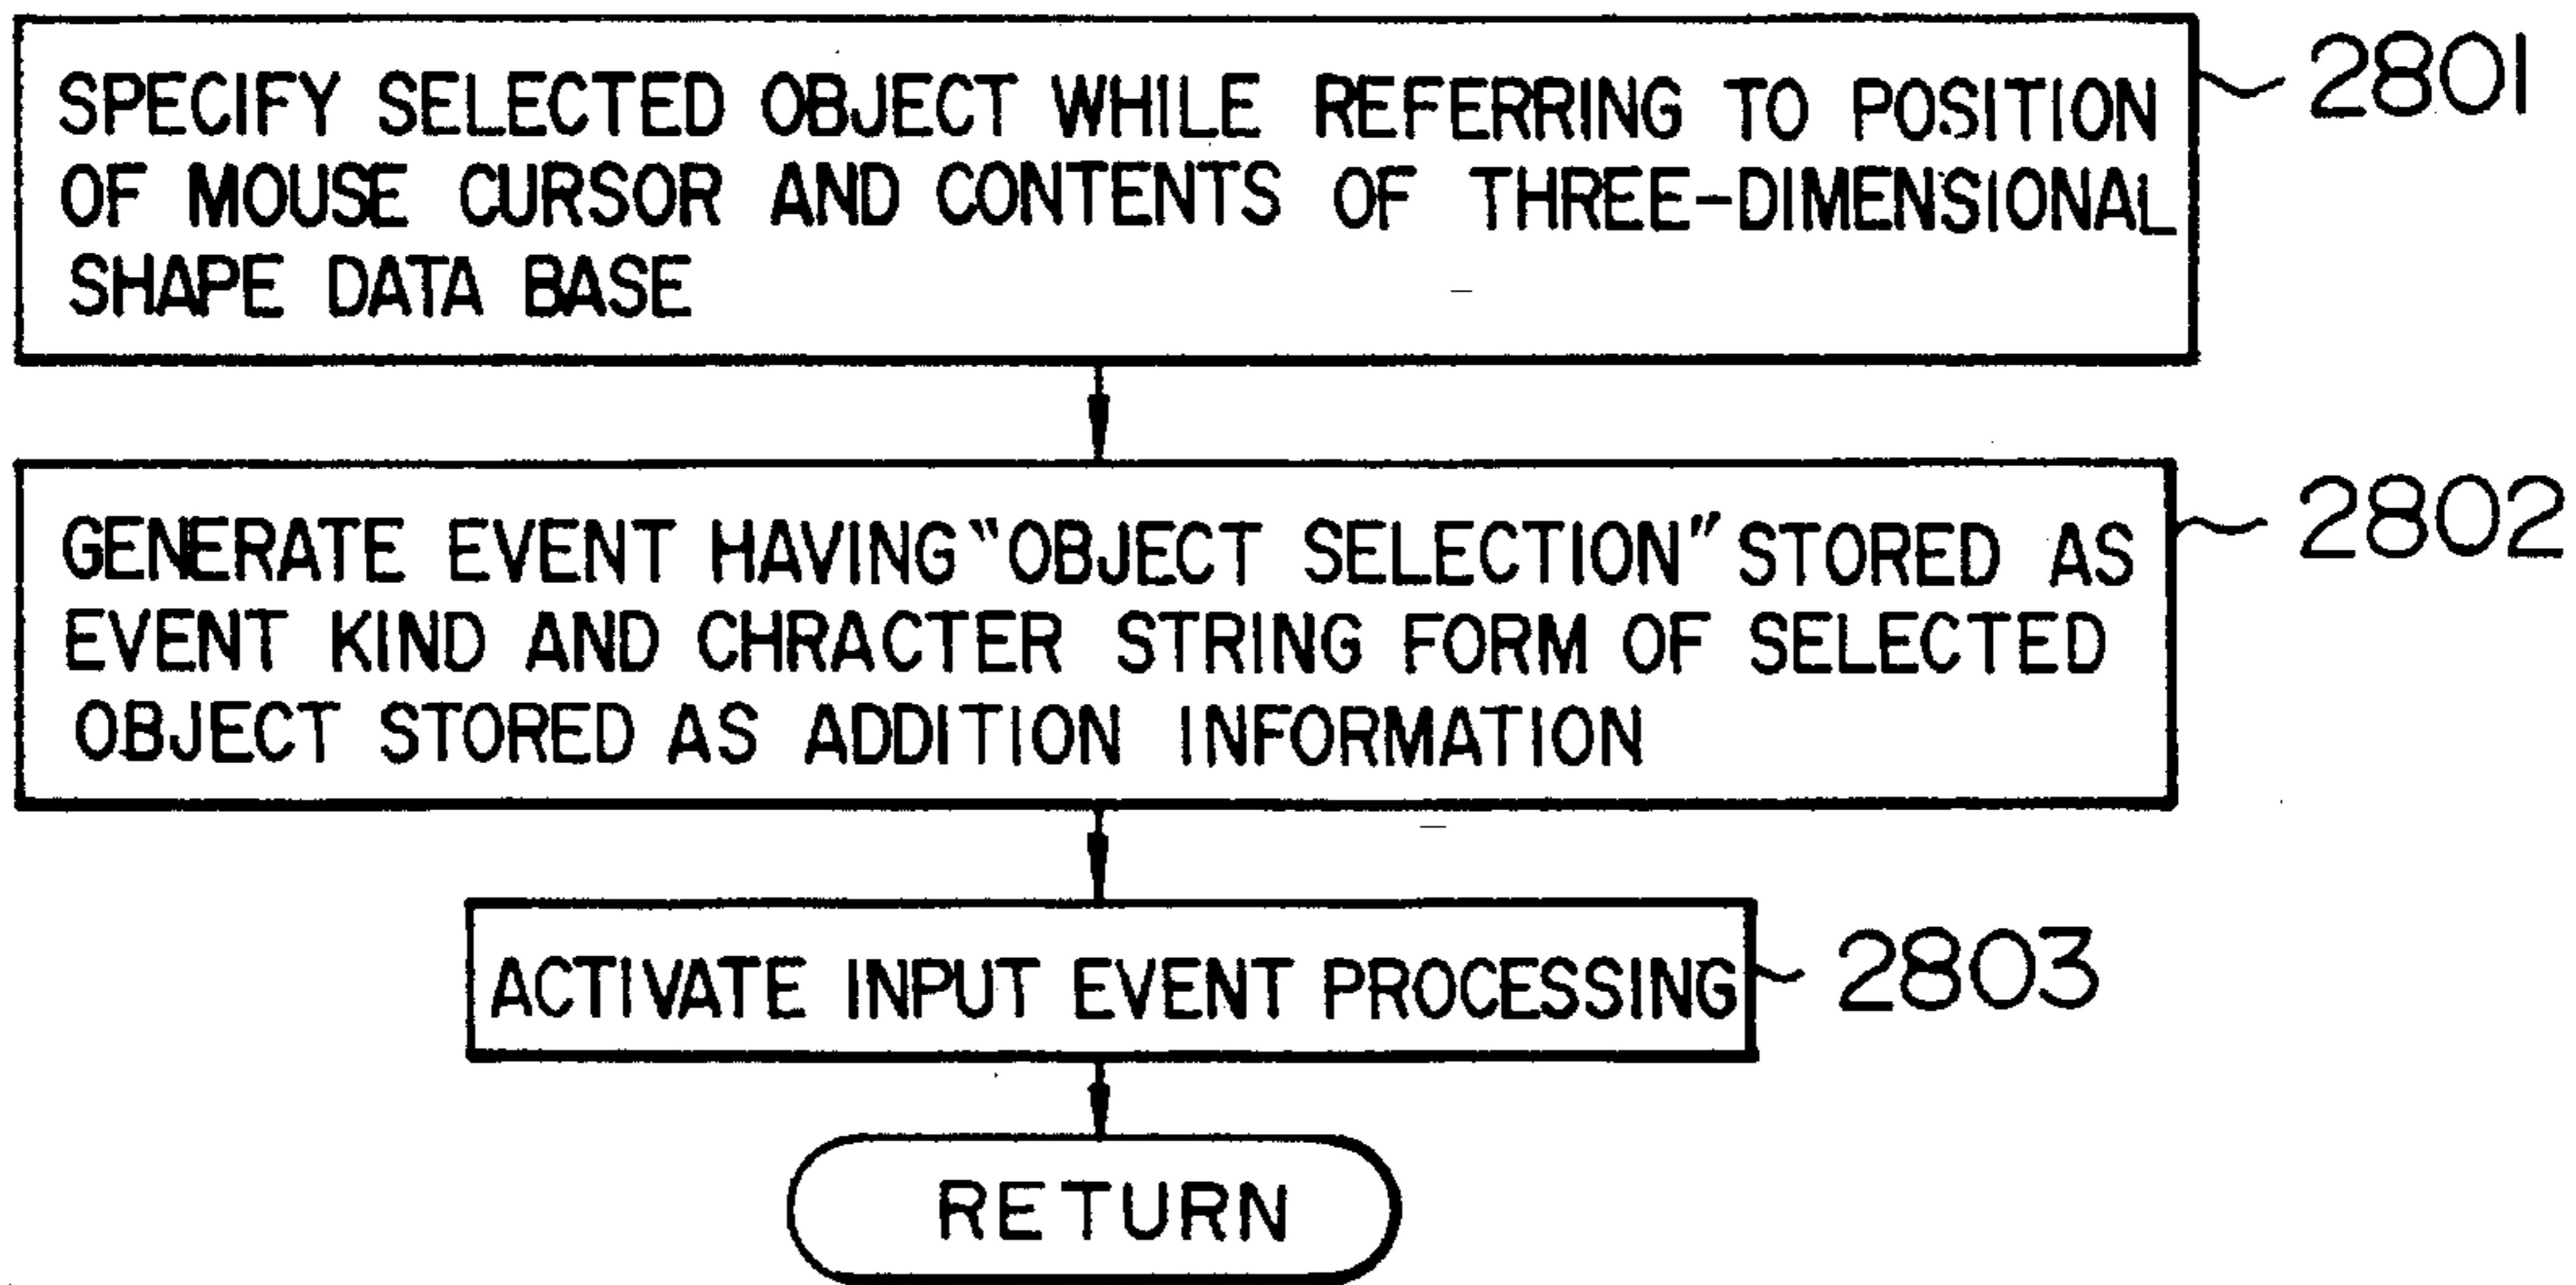 SPECIFY SELECTED OBJECT WHILE REFERRING TO POSITION
OF MOUSE CURSOR AND CONTENTS OF THREE-DIMENSIONAL
SHAPE DATA BASE
2801
GENERATE EVENT HAVING "OBJECT SELECTION" STORED AS
EVENT KIND AND CHRACTER STRING FORM OF SELECTED
OBJECT STORED AS ADDITION INFORMATION
2802
ACTIVATE INPUT EVENT PROCESSING
2803
RETURN